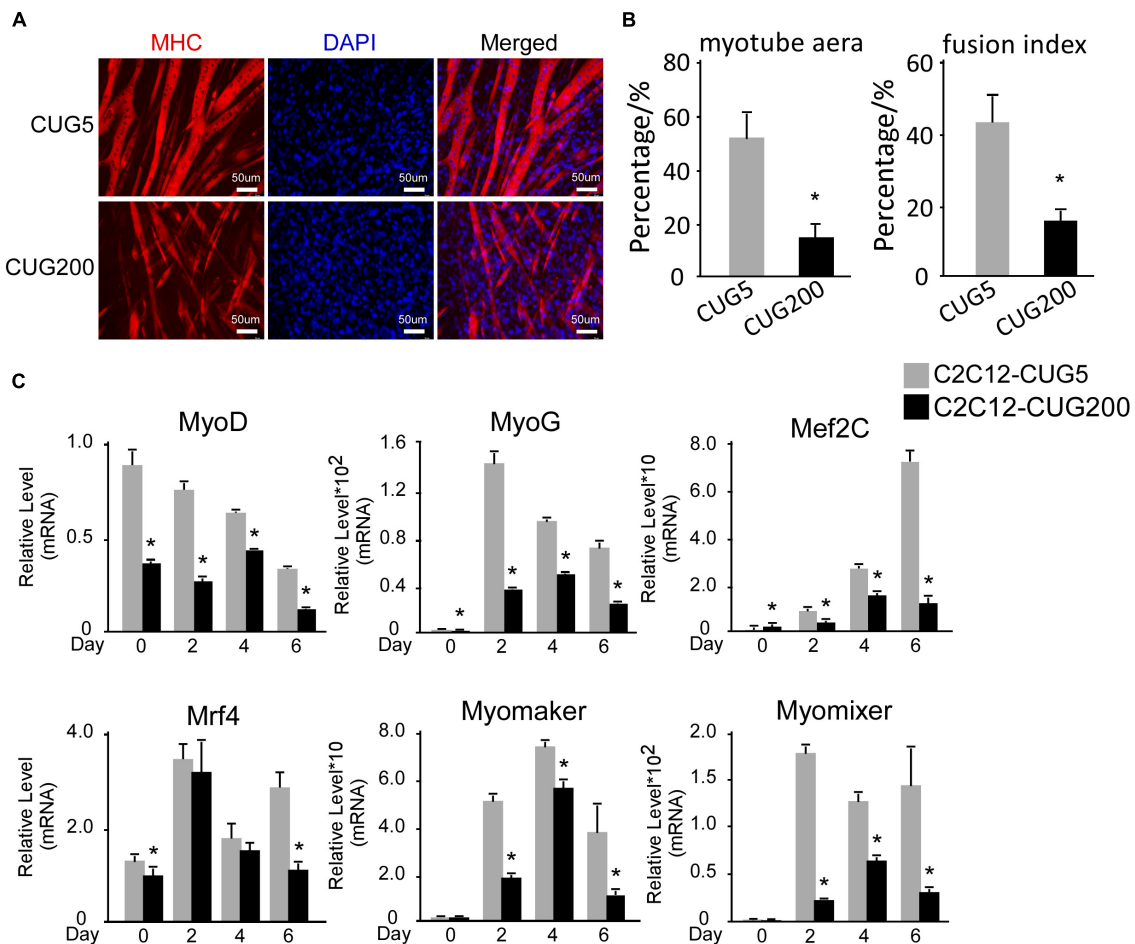 A
MHC DAPI Merged
CUG5
50um 50um 50um
CUG200
50um 50um 50um
B
myotube aera
Percentage/%
80
60
40
20
0
CUG5
CUG200
*
fusion index
Percentage/%
60
40
20
0
CUG5
CUG200
*
C
C2C12-CUG5
C2C12-CUG200
MyoD
Relative Level
(mRNA)
1.0
0.5
0
* * * *
Day 0 2 4 6
MyoG
Relative Level*10²
(mRNA)
1.6
1.2
0.8
0.4
0
* * * *
0 2 4 6
Mef2C
Relative Level*10
(mRNA)
8.0
6.0
4.0
2.0
0
* * * *
Day 0 2 4 6
Mrf4
Relative Level
(mRNA)
4.0
2.0
0
* *
Day 0 2 4 6
Myomaker
Relative Level*10
(mRNA)
8.0
6.0
4.0
2.0
0
* * *
Day 0 2 4 6
Myomixer
Relative Level*10²
(mRNA)
2.0
1.5
1.0
0.5
0
* * *
Day 0 2 4 6